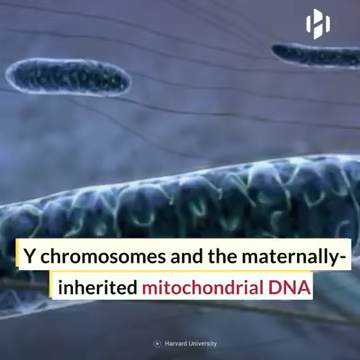 Y chromosomes and the maternally-
inherited mitochondrial DNA
Harvard University